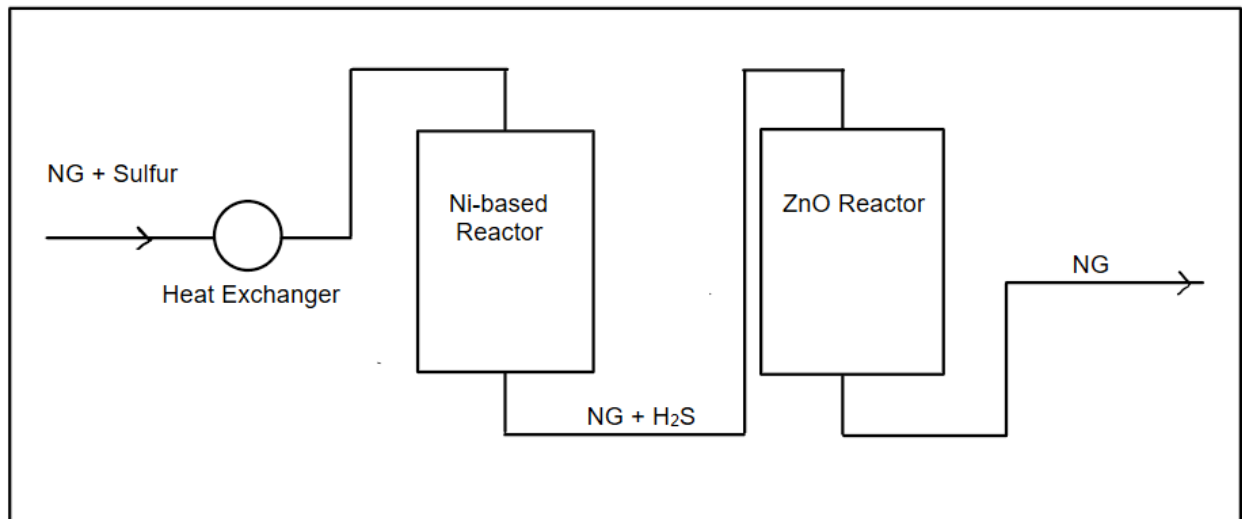 NG + Sulfur
Heat Exchanger
Ni-based
Reactor
NG + H₂S
ZnO Reactor
NG